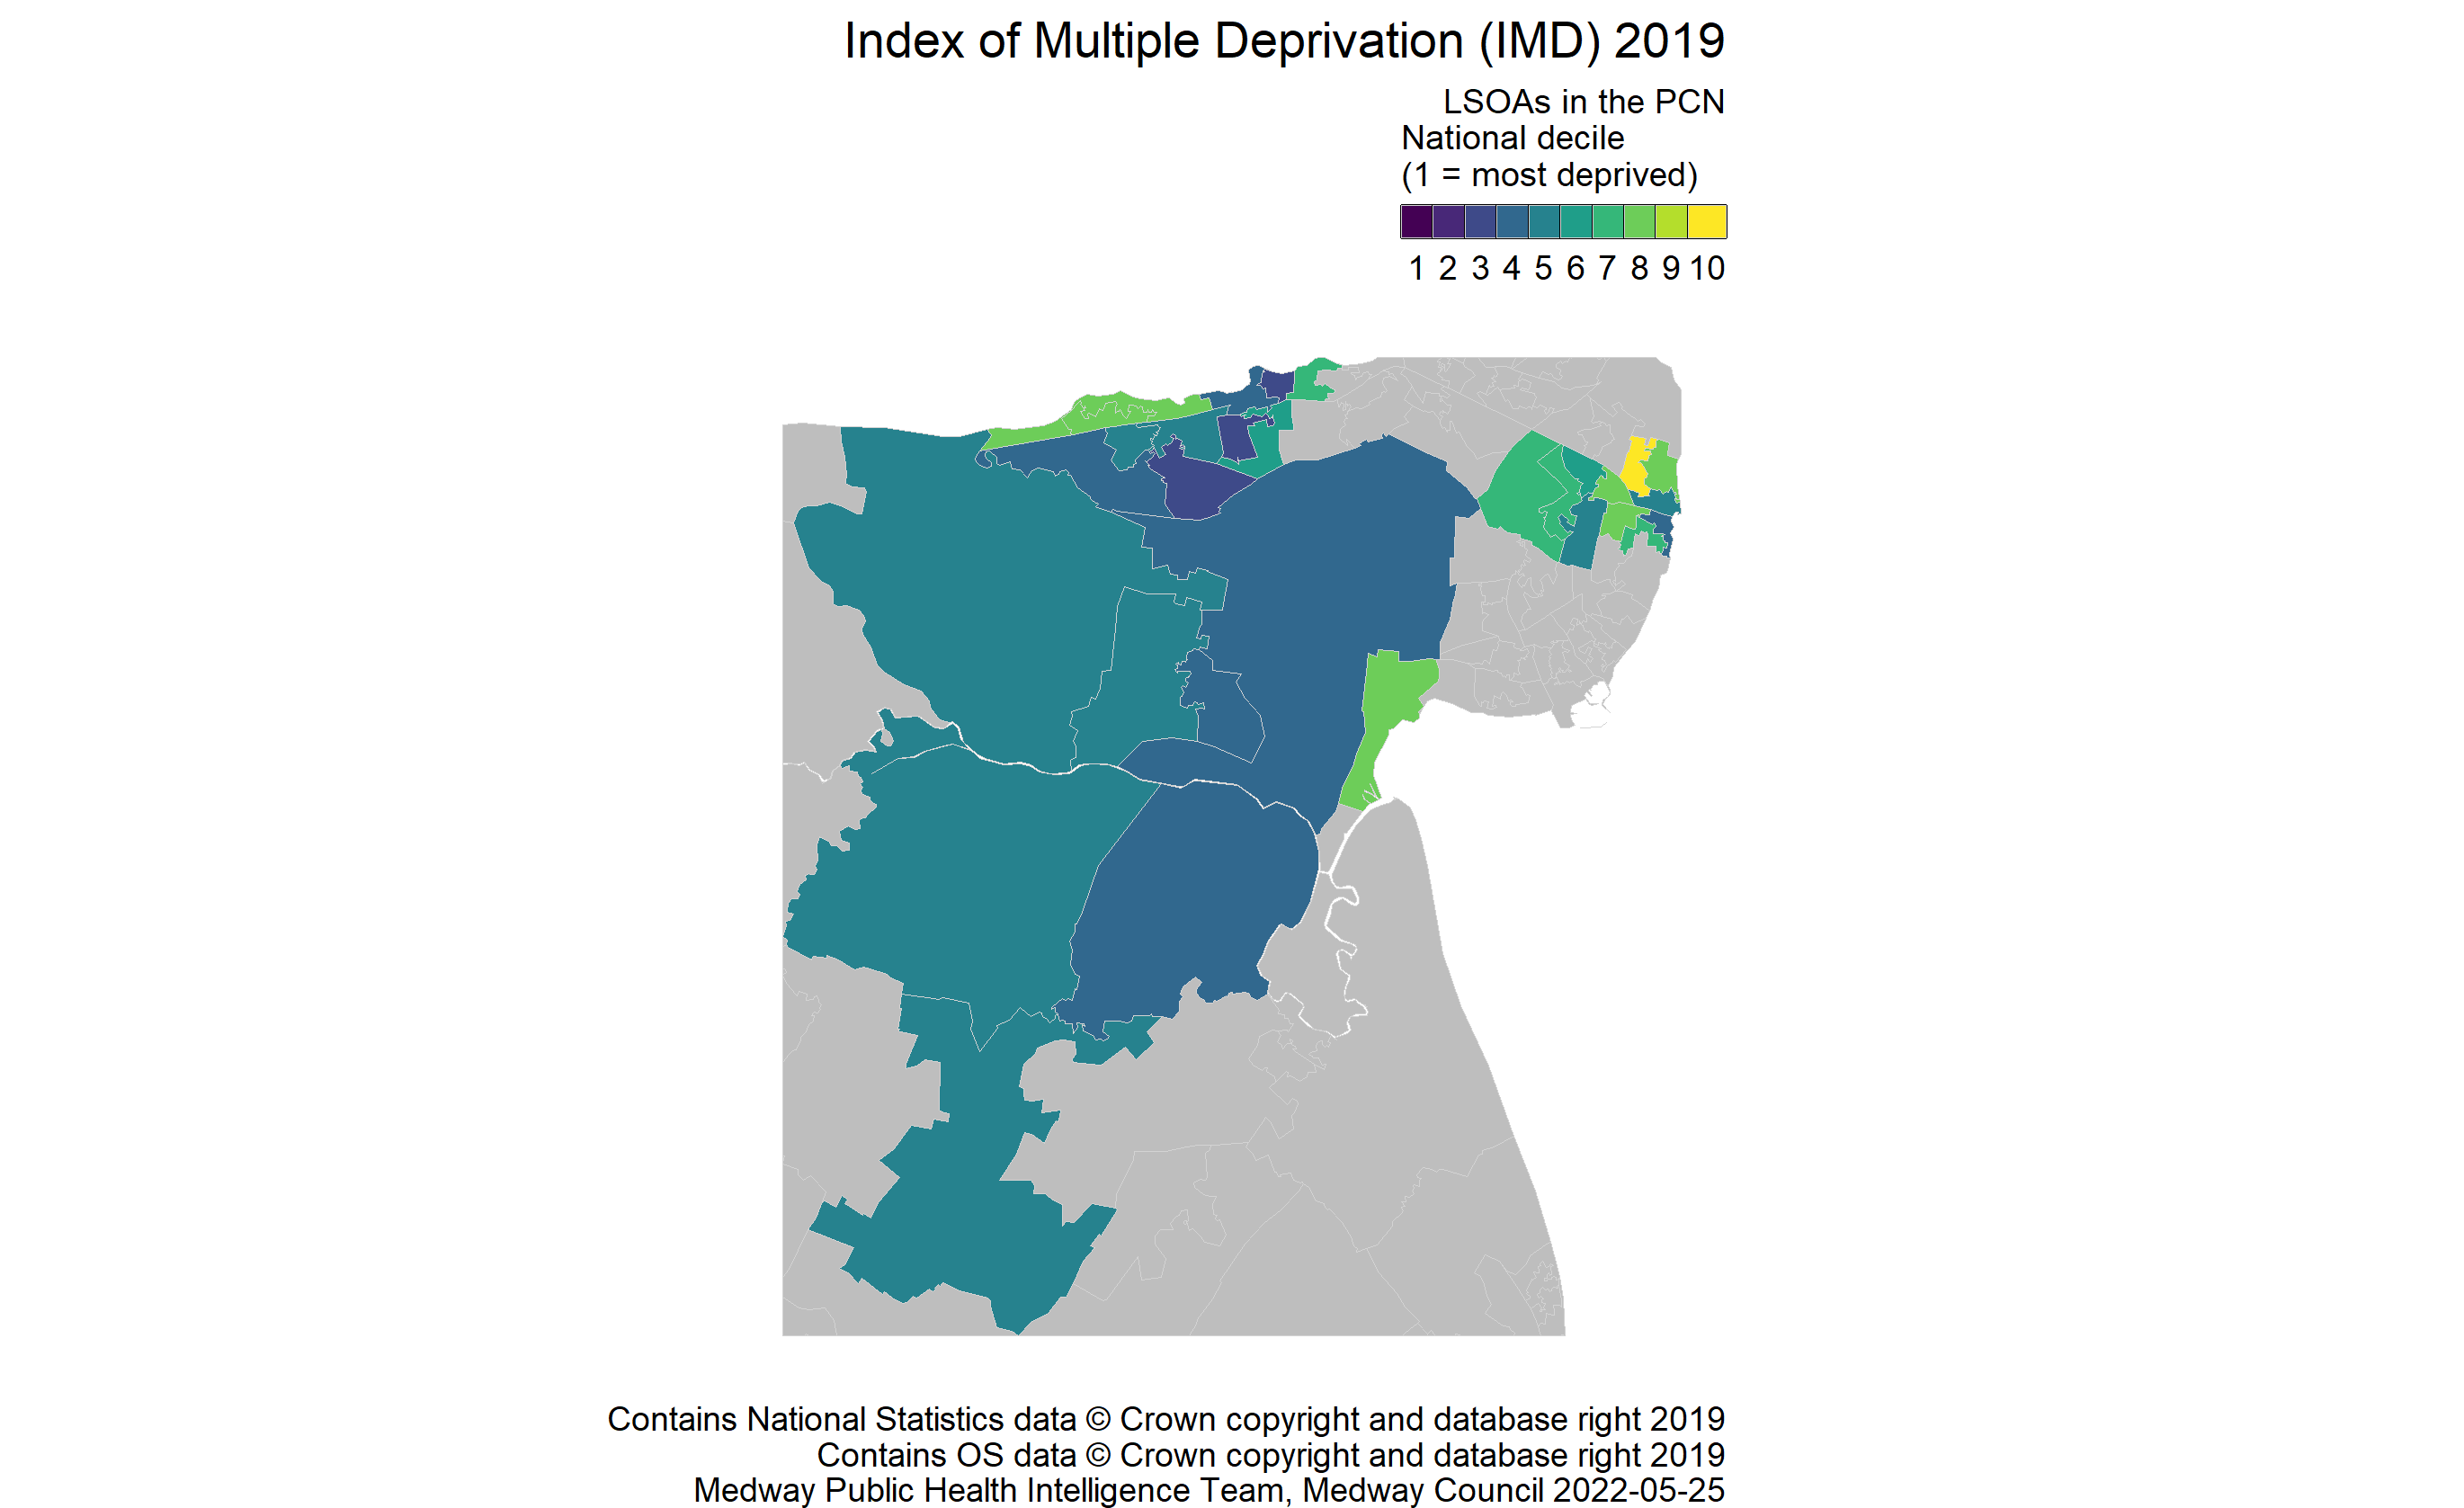 Index of Multiple Deprivation (IMD) 2019
LSOAs in the PCN
National decile
(1 = most deprived)
1 2 3 4 5 6 7 8 9 10
Contains National Statistics data © Crown copyright and database right 2019
Contains OS data © Crown copyright and database right 2019
Medway Public Health Intelligence Team, Medway Council 2022-05-25